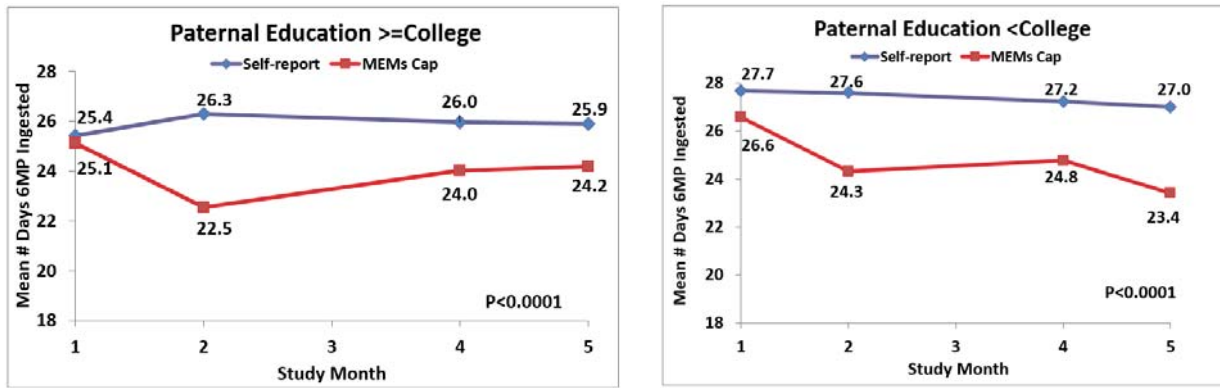 Paternal Education >=College
Self-report MEMs Cap
Mean # Days 6MP Ingested
28
26
24
22
20
18
25.4
26.3
26.0
25.9
25.1
22.5
24.0
24.2
P<0.0001
1 2 3 4 5
Study Month
Paternal Education <College
Self-report MEMs Cap
Mean # Days 6MP Ingested
28
26
24
22
20
18
27.7
27.6
27.2
27.0
26.6
24.3
24.8
23.4
P<0.0001
1 2 3 4 5
Study Month